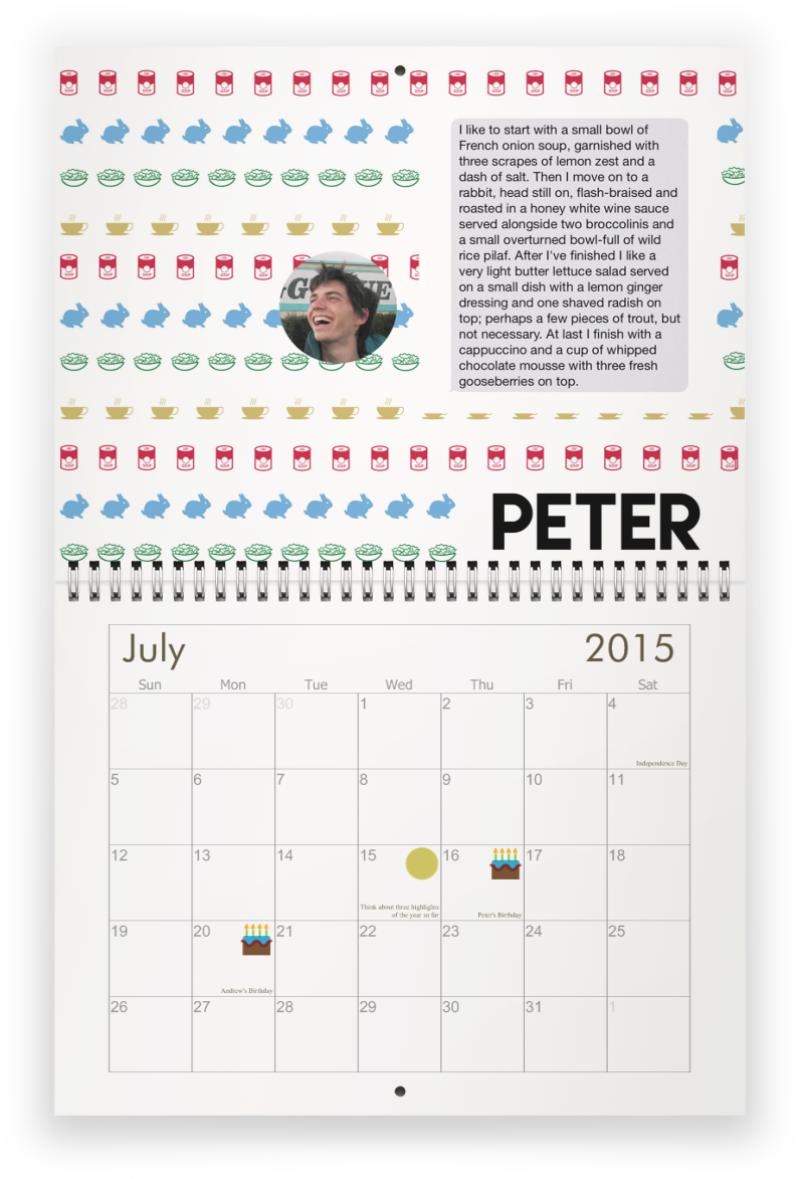 I like to start with a small bowl of
French onion soup, garnished with
three scrapes of lemon zest and a
dash of salt. Then I move on to a
rabbit, head still on, flash-braised and
roasted in a honey white wine sauce
served alongside two broccolinis and
a small overturned bowl-full of wild
rice pilaf. After I've finished I like a
very light butter lettuce salad served
on a small dish with a lemon ginger
dressing and one shaved radish on
top; perhaps a few pieces of trout, but
not necessary. At last I finish with a
cappuccino and a cup of whipped
chocolate mousse with three fresh
gooseberries on top.
PETER
July 2015
Sun Mon Tue Wed Thu Fri Sat
28 29 30 1 2 3 4
Independence Day
5 6 7 8 9 10 11
12 13 14 15 16 17 18
Think about three highlights
of the year so far
Peter's Birthday
19 20 21 22 23 24 25
Andrew's Birthday
26 27 28 29 30 31 1